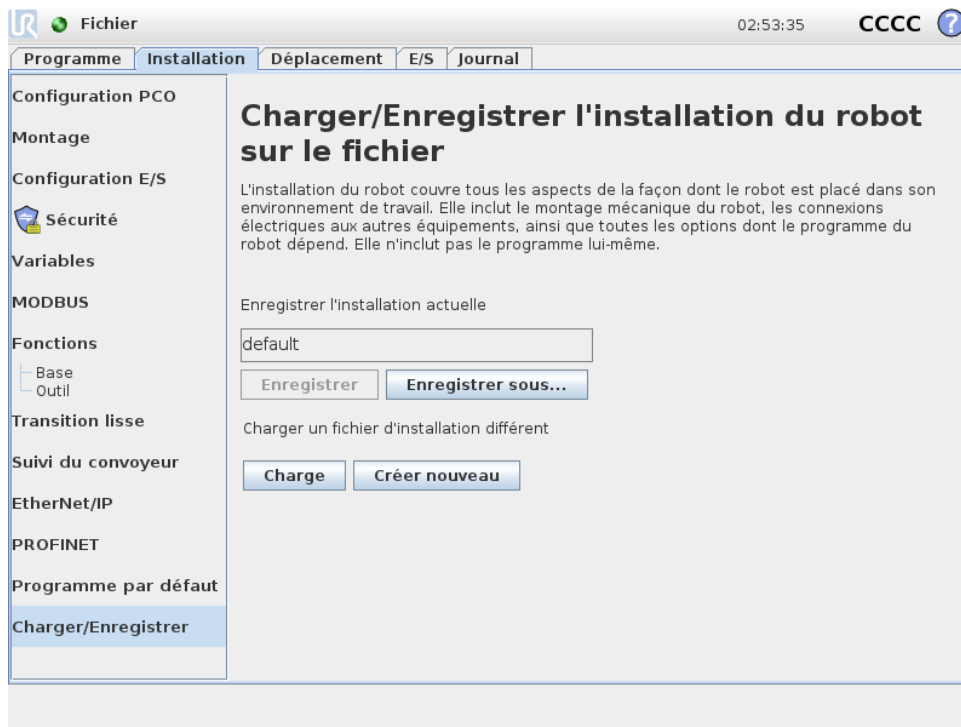 UR Fichier 02:53:35 CCCC ?
Programme Installation Déplacement E/S Journal
Configuration PCO
Montage
Configuration E/S
Sécurité
Variables
MODBUS
Fonctions
Base
Outil
Transition lisse
Suivi du convoyeur
EtherNet/IP
PROFINET
Programme par défaut
Charger/Enregistrer
Charger/Enregistrer l'installation du robot
sur le fichier
L'installation du robot couvre tous les aspects de la façon dont le robot est placé dans son
environnement de travail. Elle inclut le montage mécanique du robot, les connexions
électriques aux autres équipements, ainsi que toutes les options dont le programme du
robot dépend. Elle n'inclut pas le programme lui-même.
Enregistrer l'installation actuelle
default
Enregistrer Enregistrer sous...
Charger un fichier d'installation différent
Charge Créer nouveau